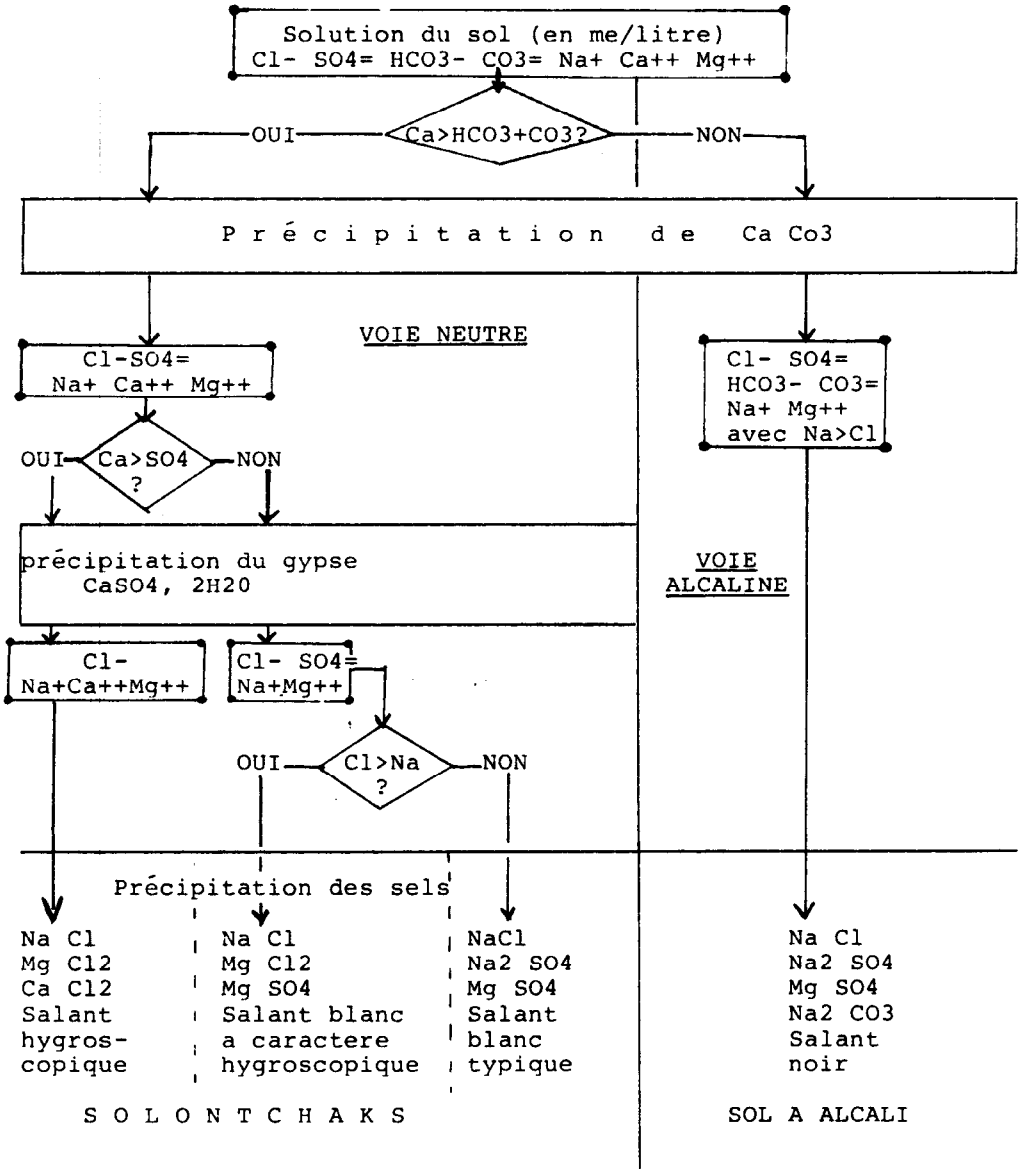 Solution du sol (en me/litre)
Cl- SO4= HCO3- CO3= Na+ Ca++ Mg++
OUI
Ca>HCO3+CO3?
NON
Précipitation de Ca Co3
VOIE NEUTRE
Cl-SO4=
Na+ Ca++ Mg++
Cl- SO4=
HCO3- CO3=
Na+ Mg++
avec Na>Cl
OUI
Ca>SO4
?
NON
précipitation du gypse
CaSO4, 2H20
VOIE
ALCALINE
Cl-
Na+Ca++Mg++
Cl- SO4=
Na+Mg++
OUI
Cl>Na
?
NON
Précipitation des sels
Na Cl
Mg Cl2
Ca Cl2
Salant
hygros-
copique
Na Cl
Mg Cl2
Mg SO4
Salant blanc
a caractere
hygroscopique
NaCl
Na2 SO4
Mg SO4
Salant
blanc
typique
Na Cl
Na2 SO4
Mg SO4
Na2 CO3
Salant
noir
SOLONTCHAKS
SOL A ALCALI